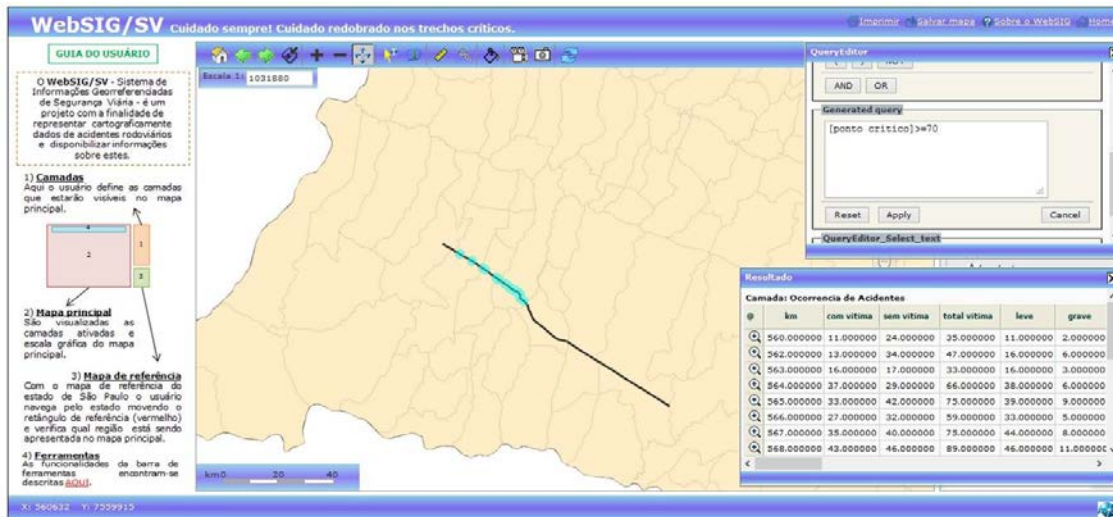 WebSIG/SV Cuidado sempre! Cuidado redobrado nos trechos críticos.
Imprimir Salvar mapa Sobre o WebSIG Home
GUIA DO USUÁRIO
O WebSIG/SV - Sistema de
Informações Georreferenciadas
de Segurança Viária - é um
projeto com a finalidade de
representar cartograficamente
dados de acidentes rodoviários
e disponibilizar informações
sobre estes.
1) Camadas
Aqui o usuário define as camadas
que estarão visíveis no mapa
principal.
4
2
1
3
2) Mapa principal
São visualizadas as
camadas ativadas e
escala gráfica do mapa
principal.
3) Mapa de referência
Com o mapa de referência do
estado de São Paulo o usuário
navega pelo estado movendo o
retângulo de referência (vermelho)
e verifica qual região está sendo
apresentada no mapa principal.
4) Ferramentas
As funcionalidades da barra de
ferramentas encontram-se
descritas AQUI.
Escala 1: 1031880
km0 20 40
QueryEditor
AND OR
Generated query
[ponto critico]>=70
Reset Apply Cancel
QueryEditor_Select_text
Resultado
Camada: Ocorrencia de Acidentes
@ km com vitima sem vitima total vitima leve grave
560.000000 11.000000 24.000000 35.000000 11.000000 2.000000
562.000000 13.000000 34.000000 47.000000 16.000000 6.000000
563.000000 16.000000 17.000000 33.000000 16.000000 3.000000
564.000000 37.000000 29.000000 66.000000 38.000000 6.000000
565.000000 33.000000 42.000000 75.000000 39.000000 9.000000
566.000000 27.000000 32.000000 59.000000 33.000000 5.000000
567.000000 35.000000 40.000000 75.000000 44.000000 8.000000
568.000000 43.000000 46.000000 89.000000 46.000000 11.000000
X: 560632 Y: 7559915